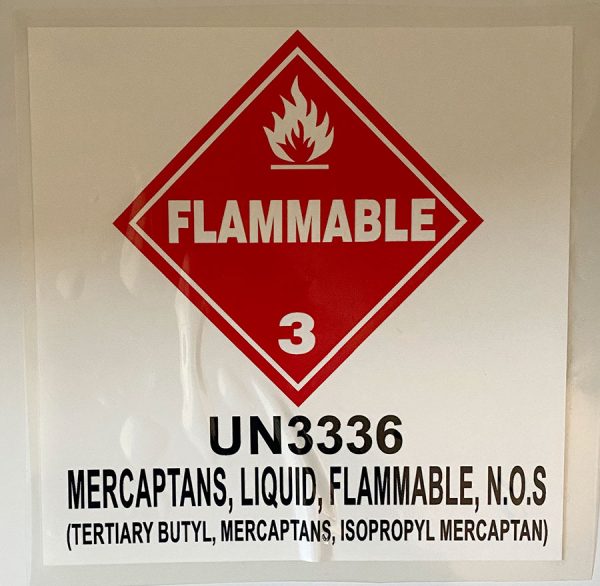 FLAMMABLE
3
UN3336
MERCAPTANS, LIQUID, FLAMMABLE, N.O.S
(TERTIARY BUTYL, MERCAPTANS, ISOPROPYL MERCAPTAN)